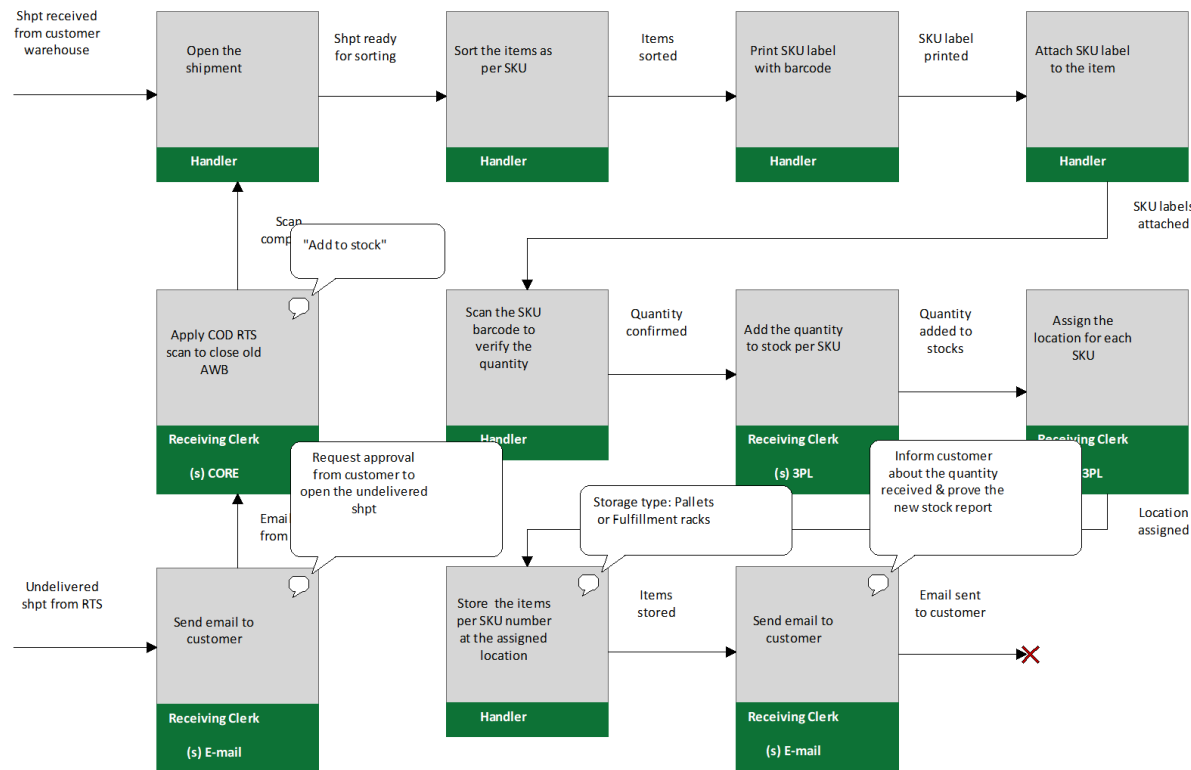 Shpt received
from customer
warehouse
Open the
shipment
Handler
Shpt ready
for sorting
Sort the items as
per SKU
Handler
Items
sorted
Print SKU label
with barcode
Handler
SKU label
printed
Attach SKU label
to the item
Handler
SKU labels
attached
Scan
"Add to stock"
Apply COD RTS
scan to close old
AWB
Receiving Clerk
(s) CORE
Scan the SKU
barcode to
verify the
quantity
Handler
Quantity
confirmed
Add the quantity
to stock per SKU
Receiving Clerk
(s) 3PL
Quantity
added to
stocks
Assign the
location for each
SKU
Receiving Clerk
3PL
Location
assigned
Email
from
Request approval
from customer to
open the undelivered
shpt
Storage type: Pallets
or Fulfillment racks
Inform customer
about the quantity
received & prove the
new stock report
Undelivered
shpt from RTS
Send email to
customer
Receiving Clerk
(s) E-mail
Store the items
per SKU number
at the assigned
location
Handler
Items
stored
Send email to
customer
Receiving Clerk
(s) E-mail
Email sent
to customer